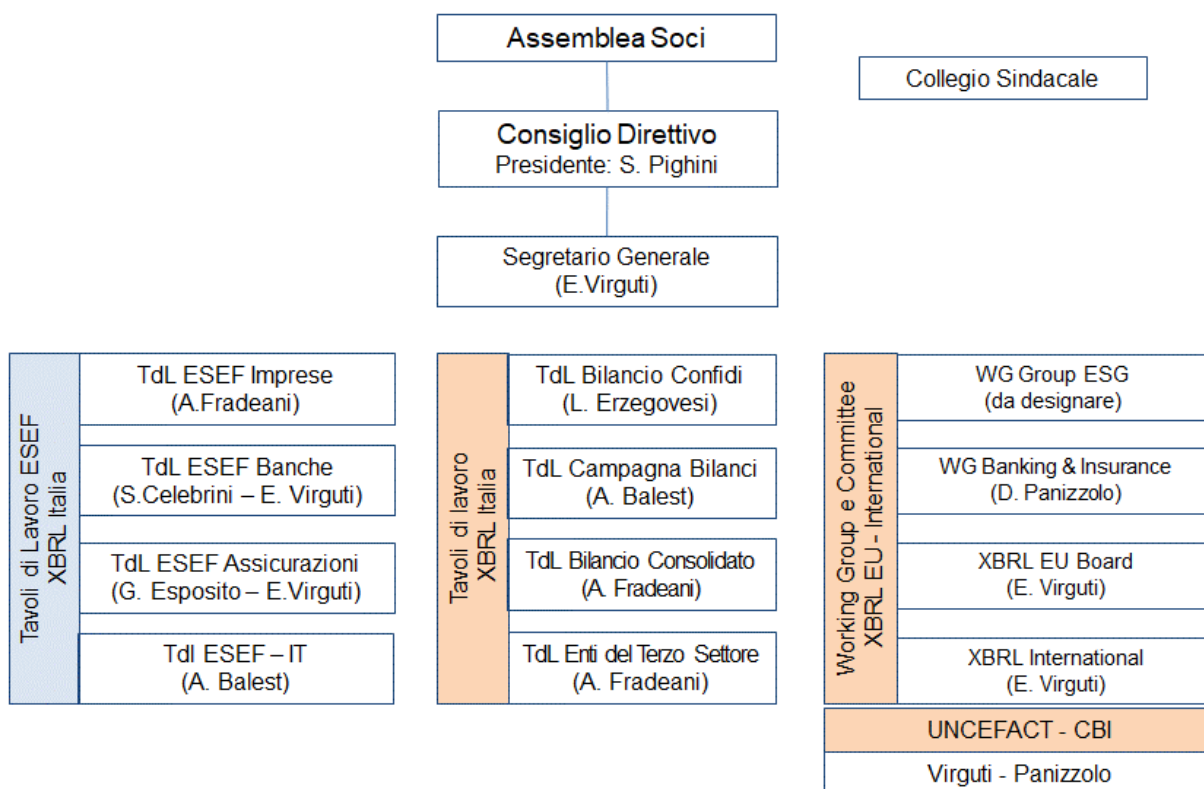 Assemblea Soci
Collegio Sindacale
Consiglio Direttivo
Presidente: S. Pighini
Segretario Generale
(E.Virguti)
Tavoli di Lavoro ESEF
XBRL Italia
TdL ESEF Imprese
(A.Fradeani)
TdL ESEF Banche
(S.Celebrini – E. Virguti)
TdL ESEF Assicurazioni
(G. Esposito – E.Virguti)
TdI ESEF – IT
(A. Balest)
Tavoli di lavoro
XBRL Italia
TdL Bilancio Confidi
(L. Erzegovesi)
TdL Campagna Bilanci
(A. Balest)
TdL Bilancio Consolidato
(A. Fradeani)
TdL Enti del Terzo Settore
(A. Fradeani)
Working Group e Committee
XBRL EU - International
WG Group ESG
(da designare)
WG Banking & Insurance
(D. Panizzolo)
XBRL EU Board
(E. Virguti)
XBRL International
(E. Virguti)
UNCEFACT - CBI
Virguti - Panizzolo